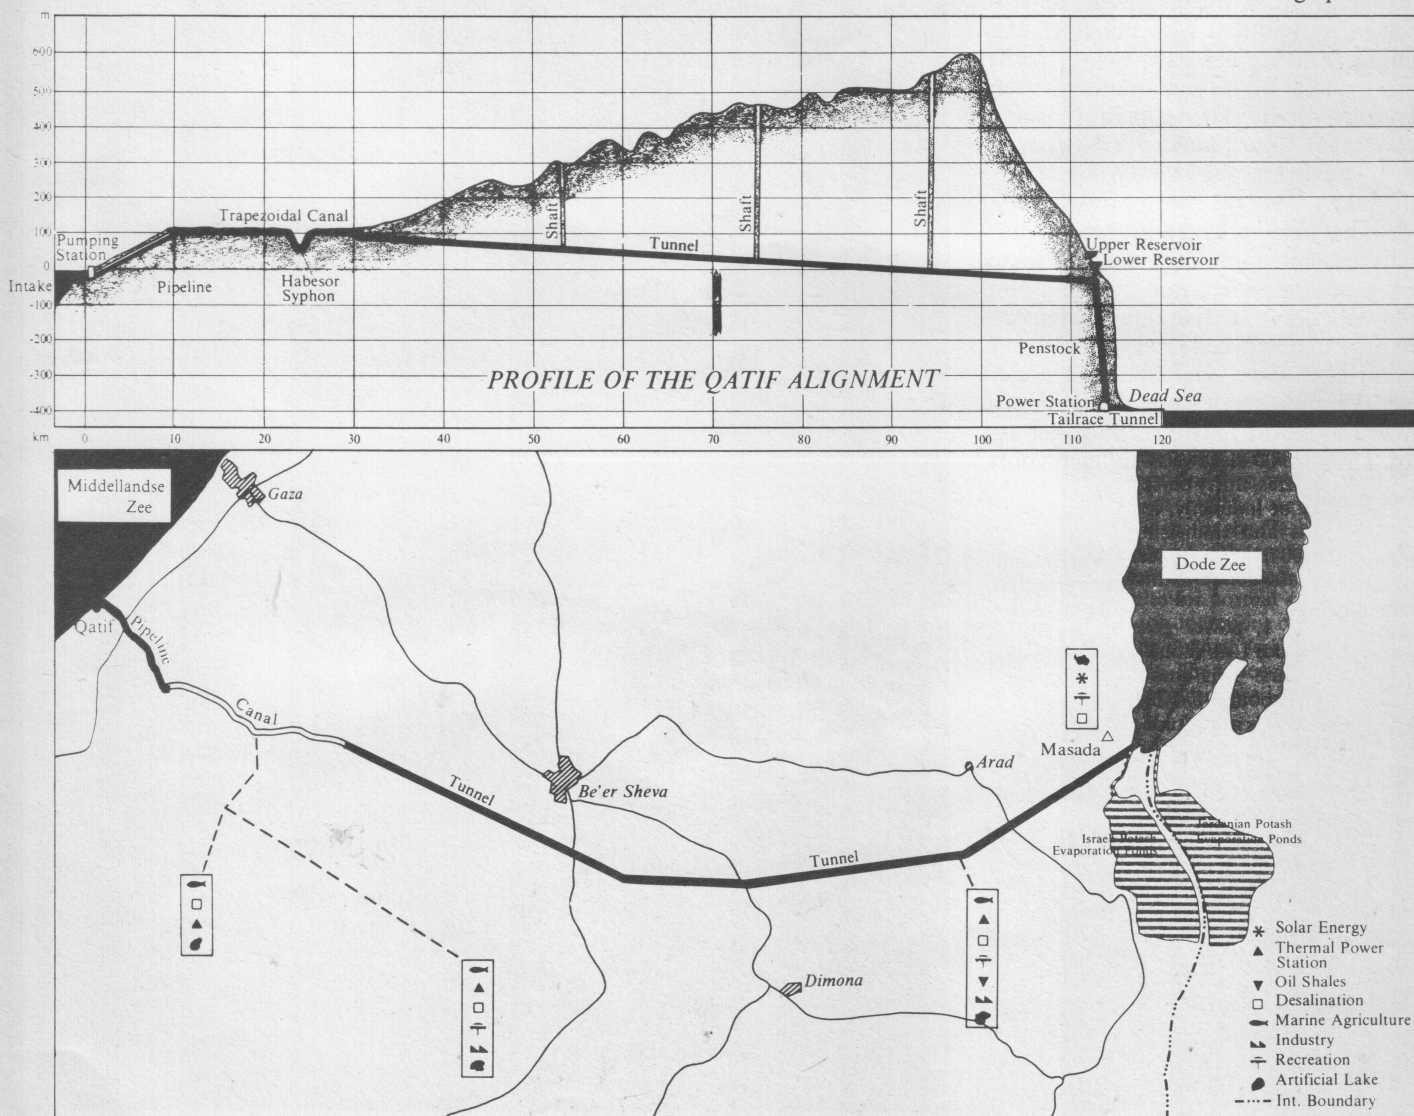 m
600
500
400
300
200
100
0
-100
-200
-300
-400
km 0 10 20 30 40 50 60 70 80 90 100 110 120
Pumping
Station
Intake
Trapezoidal Canal
Pipeline
Habesor
Syphon
Shaft
Tunnel
Shaft
Shaft
Upper Reservoir
Lower Reservoir
Penstock
PROFILE OF THE QATIF ALIGNMENT
Power Station
Dead Sea
Tailrace Tunnel
Middellandse
Zee
Gaza
Qatif
Pipeline
Canal
Tunnel
Be'er Sheva
Dode Zee
Masada
Arad
Tunnel
Dimona
Israeli Potash
Evaporation Ponds
Jordanian Potash
Evaporation Ponds
Solar Energy
Thermal Power
Station
Oil Shales
Desalination
Marine Agriculture
Industry
Recreation
Artificial Lake
Int. Boundary